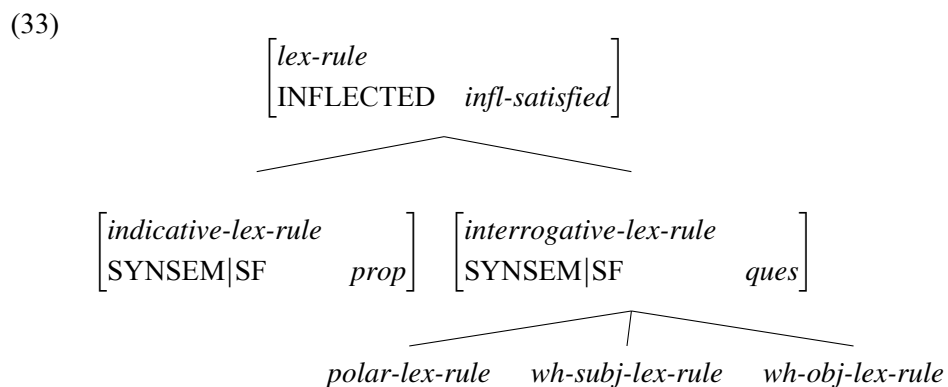 (33)
lex-rule
INFLECTED infl-satisfied
indicative-lex-rule interrogative-lex-rule
SYNSEM|SF prop SYNSEM|SF ques
polar-lex-rule wh-subj-lex-rule wh-obj-lex-rule